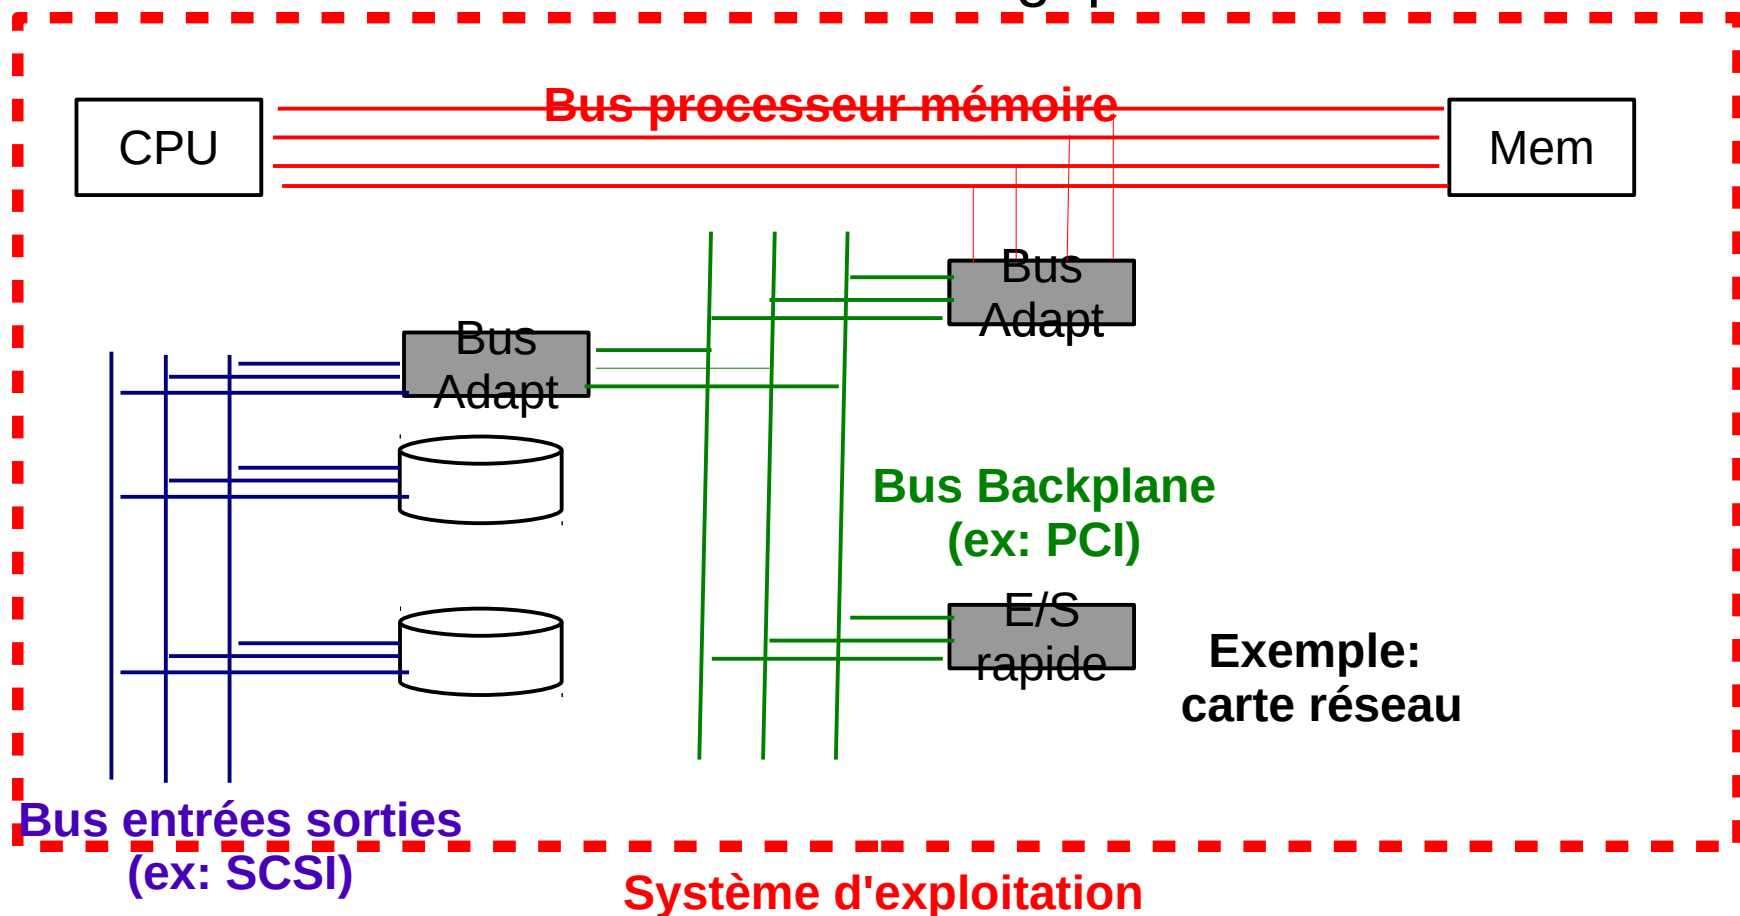 Bus processeur mémoire
CPU
Mem
Bus
Adapt
Bus
Adapt
Bus Backplane
(ex: PCI)
E/S
rapide
Exemple:
carte réseau
Bus entrées sorties
(ex: SCSI)
Système d'exploitation